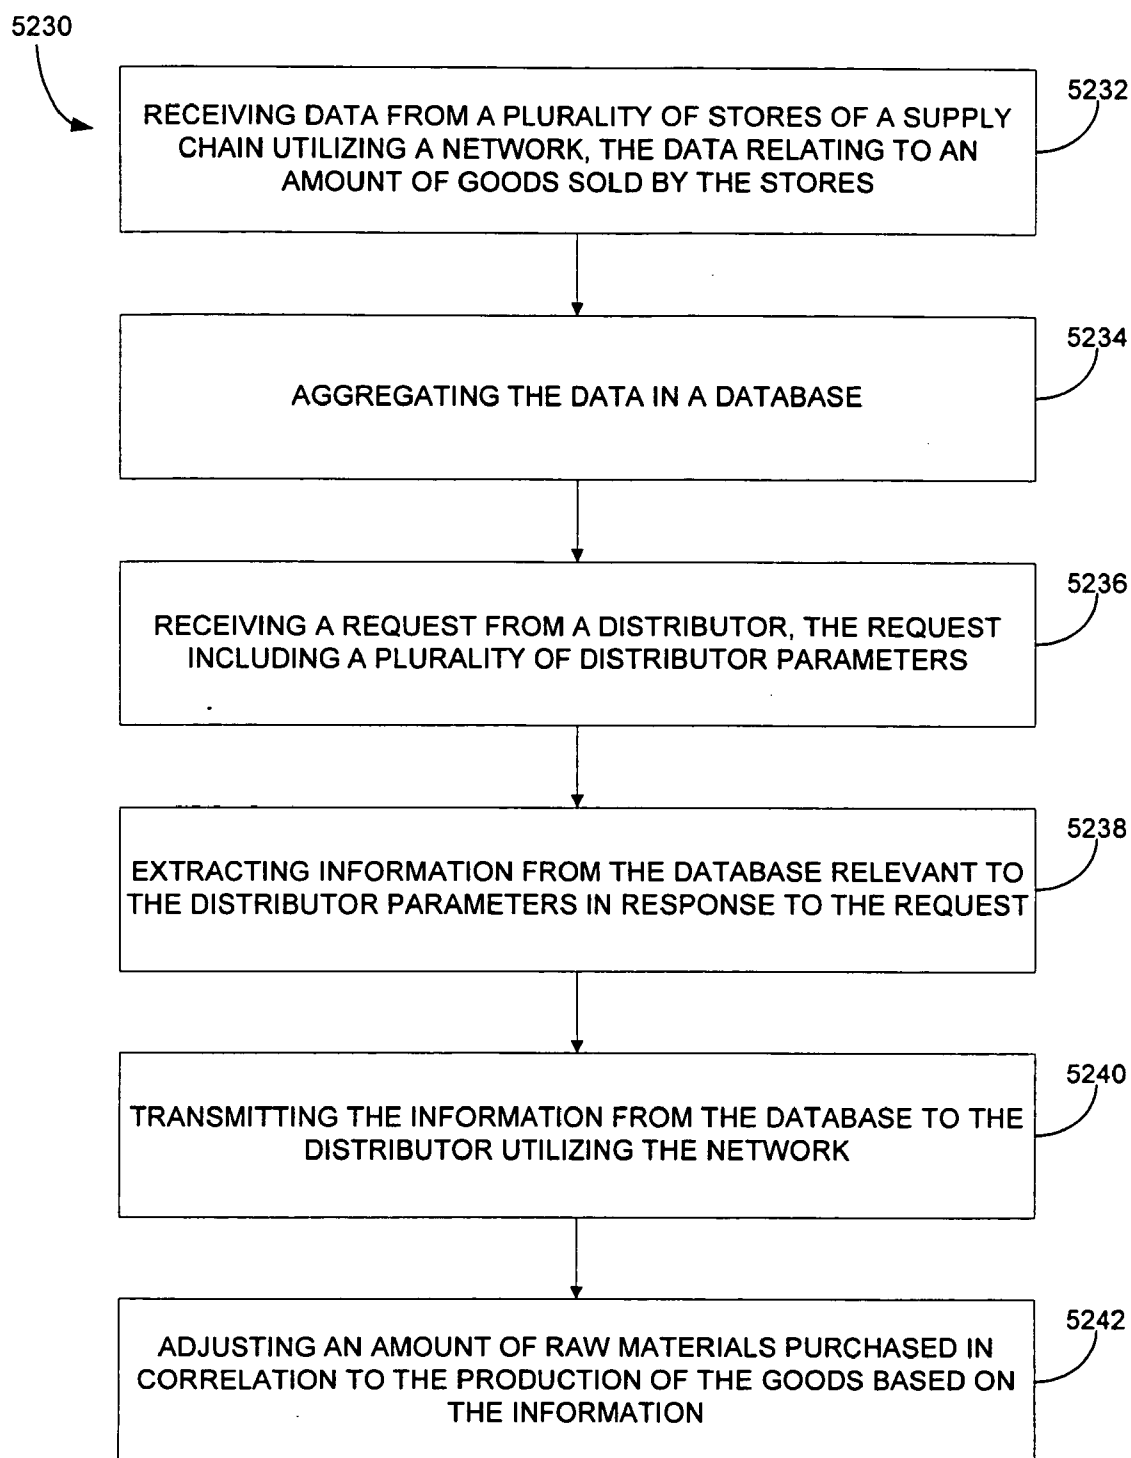 5230
RECEIVING DATA FROM A PLURALITY OF STORES OF A SUPPLY
CHAIN UTILIZING A NETWORK, THE DATA RELATING TO AN
AMOUNT OF GOODS SOLD BY THE STORES
5232
AGGREGATING THE DATA IN A DATABASE
5234
RECEIVING A REQUEST FROM A DISTRIBUTOR, THE REQUEST
INCLUDING A PLURALITY OF DISTRIBUTOR PARAMETERS
5236
EXTRACTING INFORMATION FROM THE DATABASE RELEVANT TO
THE DISTRIBUTOR PARAMETERS IN RESPONSE TO THE REQUEST
5238
TRANSMITTING THE INFORMATION FROM THE DATABASE TO THE
DISTRIBUTOR UTILIZING THE NETWORK
5240
ADJUSTING AN AMOUNT OF RAW MATERIALS PURCHASED IN
CORRELATION TO THE PRODUCTION OF THE GOODS BASED ON
THE INFORMATION
5242